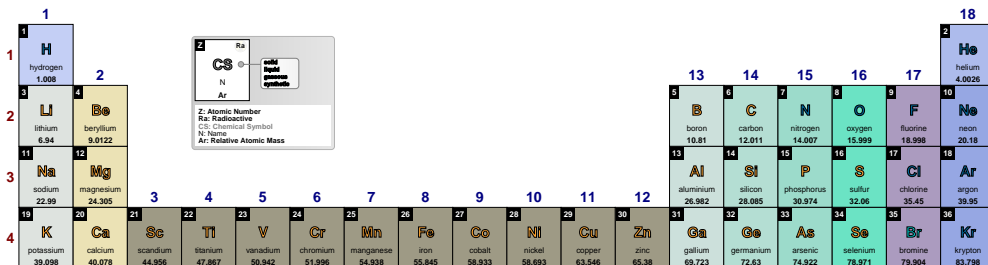 1 18
1 H hydrogen 1.008 2 He helium 4.0026
Z Ra CS N Ar
solid
liquid
gaseous
synthetic
Z: Atomic Number
Ra: Radioactive
CS: Chemical Symbol
N: Name
Ar: Relative Atomic Mass
1
2 13 14 15 16 17
2
3 Li lithium 6.94 4 Be beryllium 9.0122 5 B boron 10.81 6 C carbon 12.011 7 N nitrogen 14.007 8 O oxygen 15.999 9 F fluorine 18.998 10 Ne neon 20.18
3
11 Na sodium 22.99 12 Mg magnesium 24.305 13 Al aluminium 26.982 14 Si silicon 28.085 15 P phosphorus 30.974 16 S sulfur 32.06 17 Cl chlorine 35.45 18 Ar argon 39.95
3 4 5 6 7 8 9 10 11 12
4
19 K potassium 39.098 20 Ca calcium 40.078 21 Sc scandium 44.956 22 Ti titanium 47.867 23 V vanadium 50.942 24 Cr chromium 51.996 25 Mn manganese 54.938 26 Fe iron 55.845 27 Co cobalt 58.933 28 Ni nickel 58.693 29 Cu copper 63.546 30 Zn zinc 65.38 31 Ga gallium 69.723 32 Ge germanium 72.63 33 As arsenic 74.922 34 Se selenium 78.971 35 Br bromine 79.904 36 Kr krypton 83.798